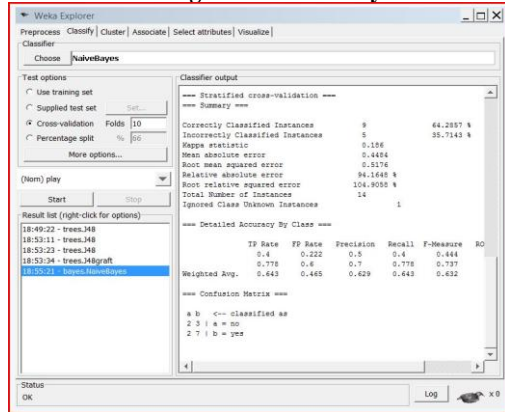 Weka Explorer
Preprocess Classify Cluster Associate Select attributes Visualize
Classifier
Choose NaiveBayes
Test options
Use training set
Supplied test set Set...
Cross-validation Folds 10
Percentage split % 66
More options...
(Nom) play
Start Stop
Result list (right-click for options)
18:49:22 - trees.J48
18:53:11 - trees.J48
18:53:23 - trees.J48
18:53:34 - trees.J48graft
18:55:21 - bayes.NaiveBayes
Classifier output
=== Stratified cross-validation ===
=== Summary ===
Correctly Classified Instances 9 64.2857 %
Incorrectly Classified Instances 5 35.7143 %
Kappa statistic 0.186
Mean absolute error 0.4484
Root mean squared error 0.5176
Relative absolute error 94.1648 %
Root relative squared error 104.9058 %
Total Number of Instances 14
Ignored Class Unknown Instances 1
=== Detailed Accuracy By Class ===
TP Rate FP Rate Precision Recall F-Measure RO
0.4 0.222 0.5 0.4 0.444
0.778 0.6 0.7 0.778 0.737
Weighted Avg. 0.643 0.465 0.629 0.643 0.632
=== Confusion Matrix ===
a b <-- classified as
2 3 | a = no
2 7 | b = yes
Status
OK
Log x 0